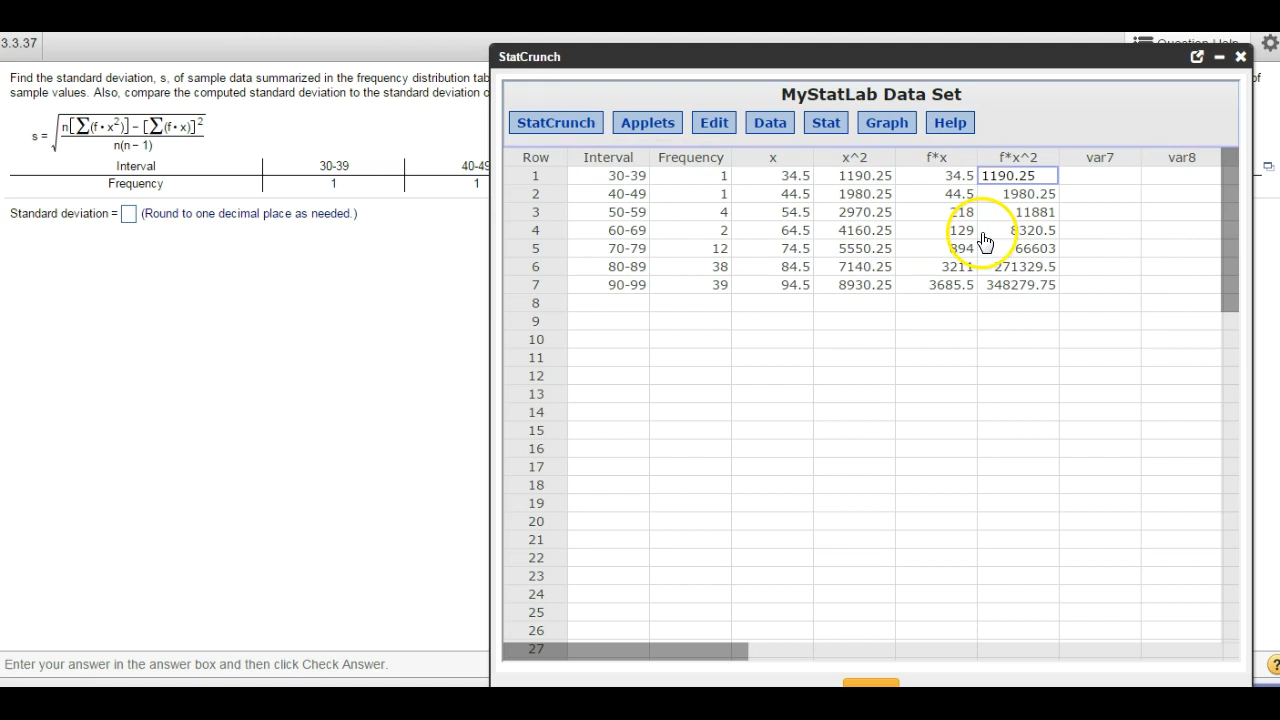 3.3.37
Question Help
StatCrunch
Find the standard deviation, s, of sample data summarized in the frequency distribution tab
of
sample values. Also, compare the computed standard deviation to the standard deviation o
s = √ n[∑(f•x²)] − [∑(f•x)]²
n(n − 1)
Interval 30-39 40-49
Frequency 1 1
Standard deviation = (Round to one decimal place as needed.)
MyStatLab Data Set
StatCrunch Applets Edit Data Stat Graph Help
Row Interval Frequency x x^2 f*x f*x^2 var7 var8
1 30-39 1 34.5 1190.25 34.5 1190.25
2 40-49 1 44.5 1980.25 44.5 1980.25
3 50-59 4 54.5 2970.25 218 11881
4 60-69 2 64.5 4160.25 129 8320.5
5 70-79 12 74.5 5550.25 894 66603
6 80-89 38 84.5 7140.25 3211 271329.5
7 90-99 39 94.5 8930.25 3685.5 348279.75
8
9
10
11
12
13
14
15
16
17
18
19
20
21
22
23
24
25
26
27
Enter your answer in the answer box and then click Check Answer.
?